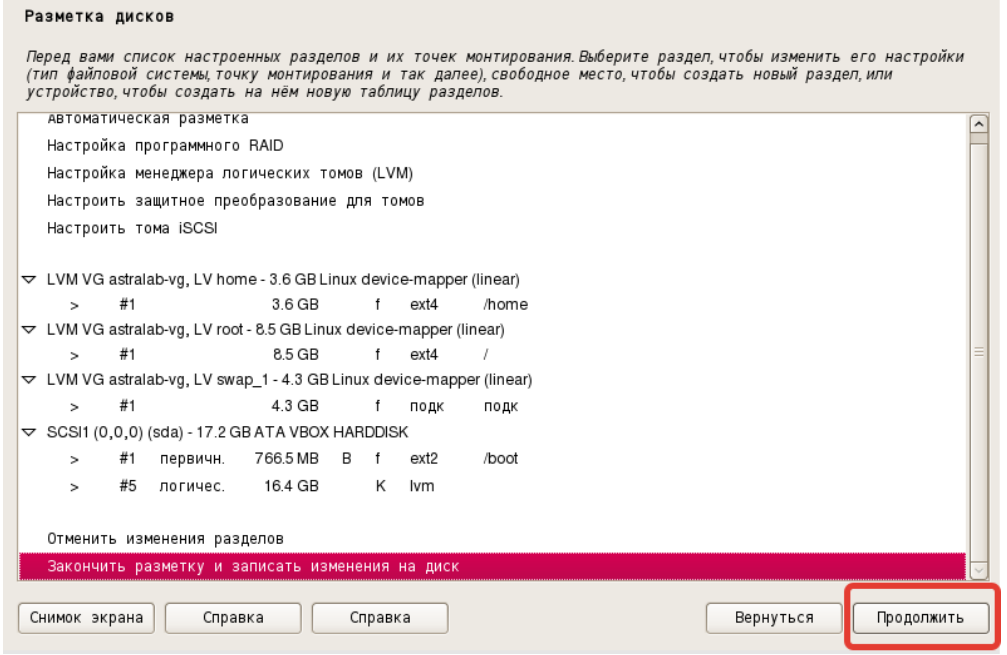 Разметка дисков
Перед вами список настроенных разделов и их точек монтирования. Выберите раздел, чтобы изменить его настройки
(тип файловой системы, точку монтирования и так далее), свободное место, чтобы создать новый раздел, или
устройство, чтобы создать на нём новую таблицу разделов.
Автоматическая разметка
Настройка программного RAID
Настройка менеджера логических томов (LVM)
Настроить защитное преобразование для томов
Настроить тома iSCSI
LVM VG astralab-vg, LV home - 3.6 GB Linux device-mapper (linear)
> #1 3.6 GB f ext4 /home
LVM VG astralab-vg, LV root - 8.5 GB Linux device-mapper (linear)
> #1 8.5 GB f ext4 /
LVM VG astralab-vg, LV swap_1 - 4.3 GB Linux device-mapper (linear)
> #1 4.3 GB f подк подк
SCSI1 (0,0,0) (sda) - 17.2 GB ATA VBOX HARDDISK
> #1 первичн. 766.5 MB B f ext2 /boot
> #5 логичес. 16.4 GB K lvm
Отменить изменения разделов
Закончить разметку и записать изменения на диск
Снимок экрана Справка Справка Вернуться Продолжить